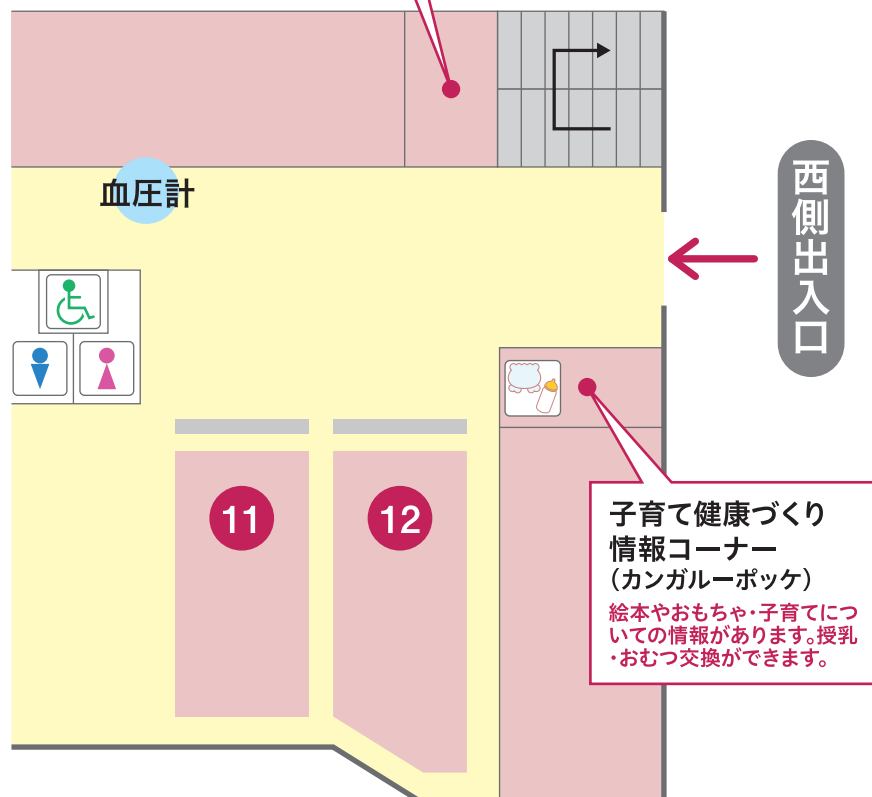 血圧計
西側出入口
11
12
子育て健康づくり
情報コーナー
（カンガルーポッケ）
絵本やおもちゃ・子育てにつ
いての情報があります。授乳
・おむつ交換ができます。